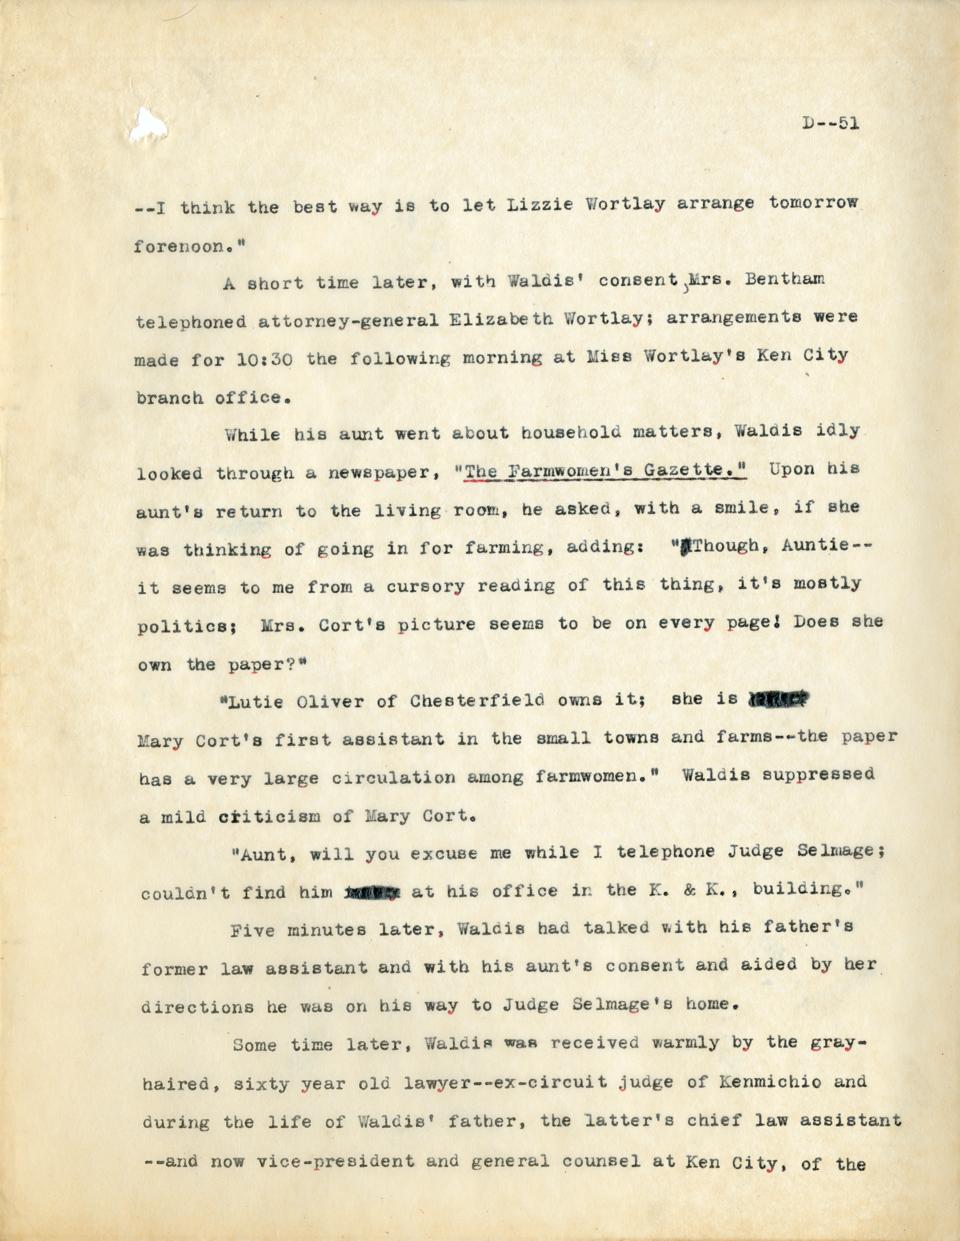 D--51
--I think the best way is to let Lizzie Wortlay arrange tomorrow
forenoon."
A short time later, with Waldis' consent, Mrs. Bentham
telephoned attorney-general Elizabeth Wortlay; arrangements were
made for 10:30 the following morning at Miss Wortlay's Ken City
branch office.
While his aunt went about household matters, Waldis idly
looked through a newspaper, "The Farmwomen's Gazette."  Upon his
aunt's return to the living room, he asked, with a smile, if she
was thinking of going in for farming, adding:  "Though, Auntie--
it seems to me from a cursory reading of this thing, it's mostly
politics;  Mrs. Cort's picture seems to be on every page! Does she
own the paper?"
"Lutie Oliver of Chesterfield owns it;  she is
Mary Cort's first assistant in the small towns and farms--the paper
has a very large circulation among farmwomen."  Waldis suppressed
a mild criticism of Mary Cort.
"Aunt, will you excuse me while I telephone Judge Selmage;
couldn't find him at his office in the K. & K., building."
Five minutes later, Waldis had talked with his father's
former law assistant and with his aunt's consent and aided by her
directions he was on his way to Judge Selmage's home.
Some time later, Waldis was received warmly by the gray-
haired, sixty year old lawyer--ex-circuit judge of Kenmichio and
during the life of Waldis' father, the latter's chief law assistant
--and now vice-president and general counsel at Ken City, of the